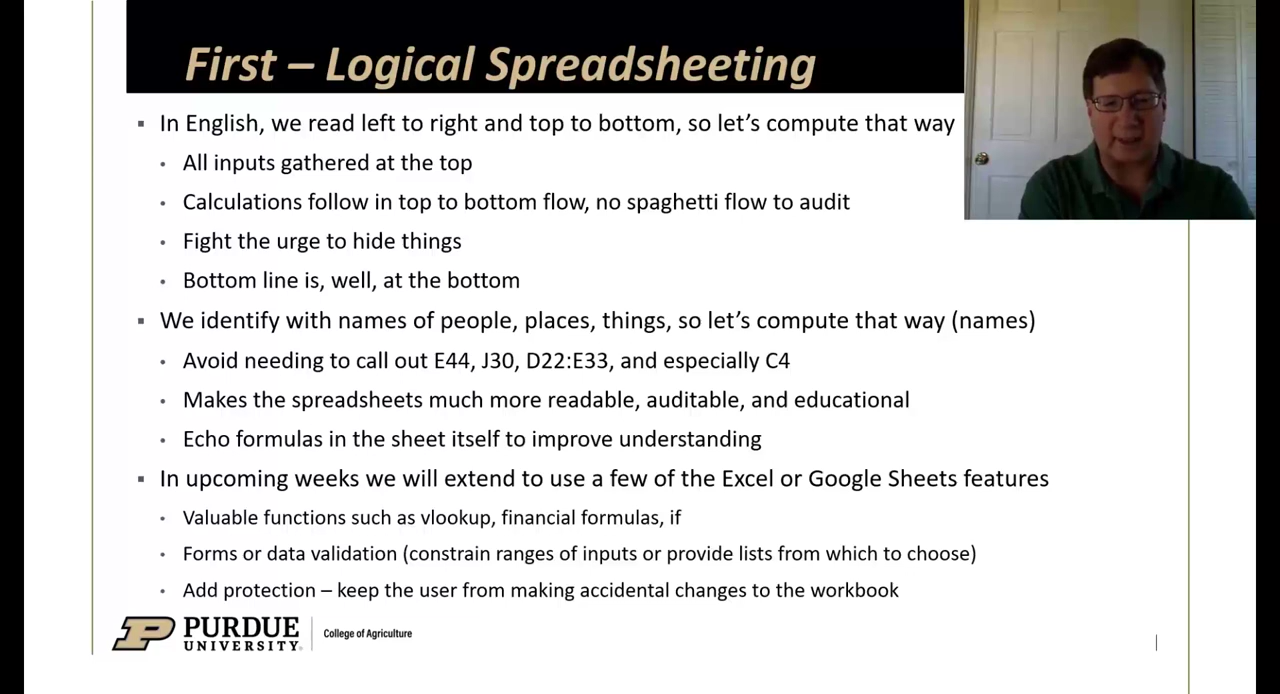 First – Logical Spreadsheeting
▪ In English, we read left to right and top to bottom, so let’s compute that way
• All inputs gathered at the top
• Calculations follow in top to bottom flow, no spaghetti flow to audit
• Fight the urge to hide things
• Bottom line is, well, at the bottom
▪ We identify with names of people, places, things, so let’s compute that way (names)
• Avoid needing to call out E44, J30, D22:E33, and especially C4
• Makes the spreadsheets much more readable, auditable, and educational
• Echo formulas in the sheet itself to improve understanding
▪ In upcoming weeks we will extend to use a few of the Excel or Google Sheets features
• Valuable functions such as vlookup, financial formulas, if
• Forms or data validation (constrain ranges of inputs or provide lists from which to choose)
• Add protection – keep the user from making accidental changes to the workbook
P PURDUE
UNIVERSITY.
College of Agriculture